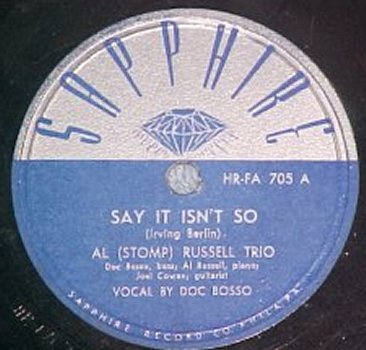 SAPPHIRE
HR-FA 705 A
SAY IT ISN'T SO
(Irving Berlin)
AL (STOMP) RUSSELL TRIO
Doc Bosso, bass; Al Russell, piano;
Joel Cowan, guitarist
VOCAL BY DOC BOSSO
SAPPHIRE RECORD CO. PHILA. PA.